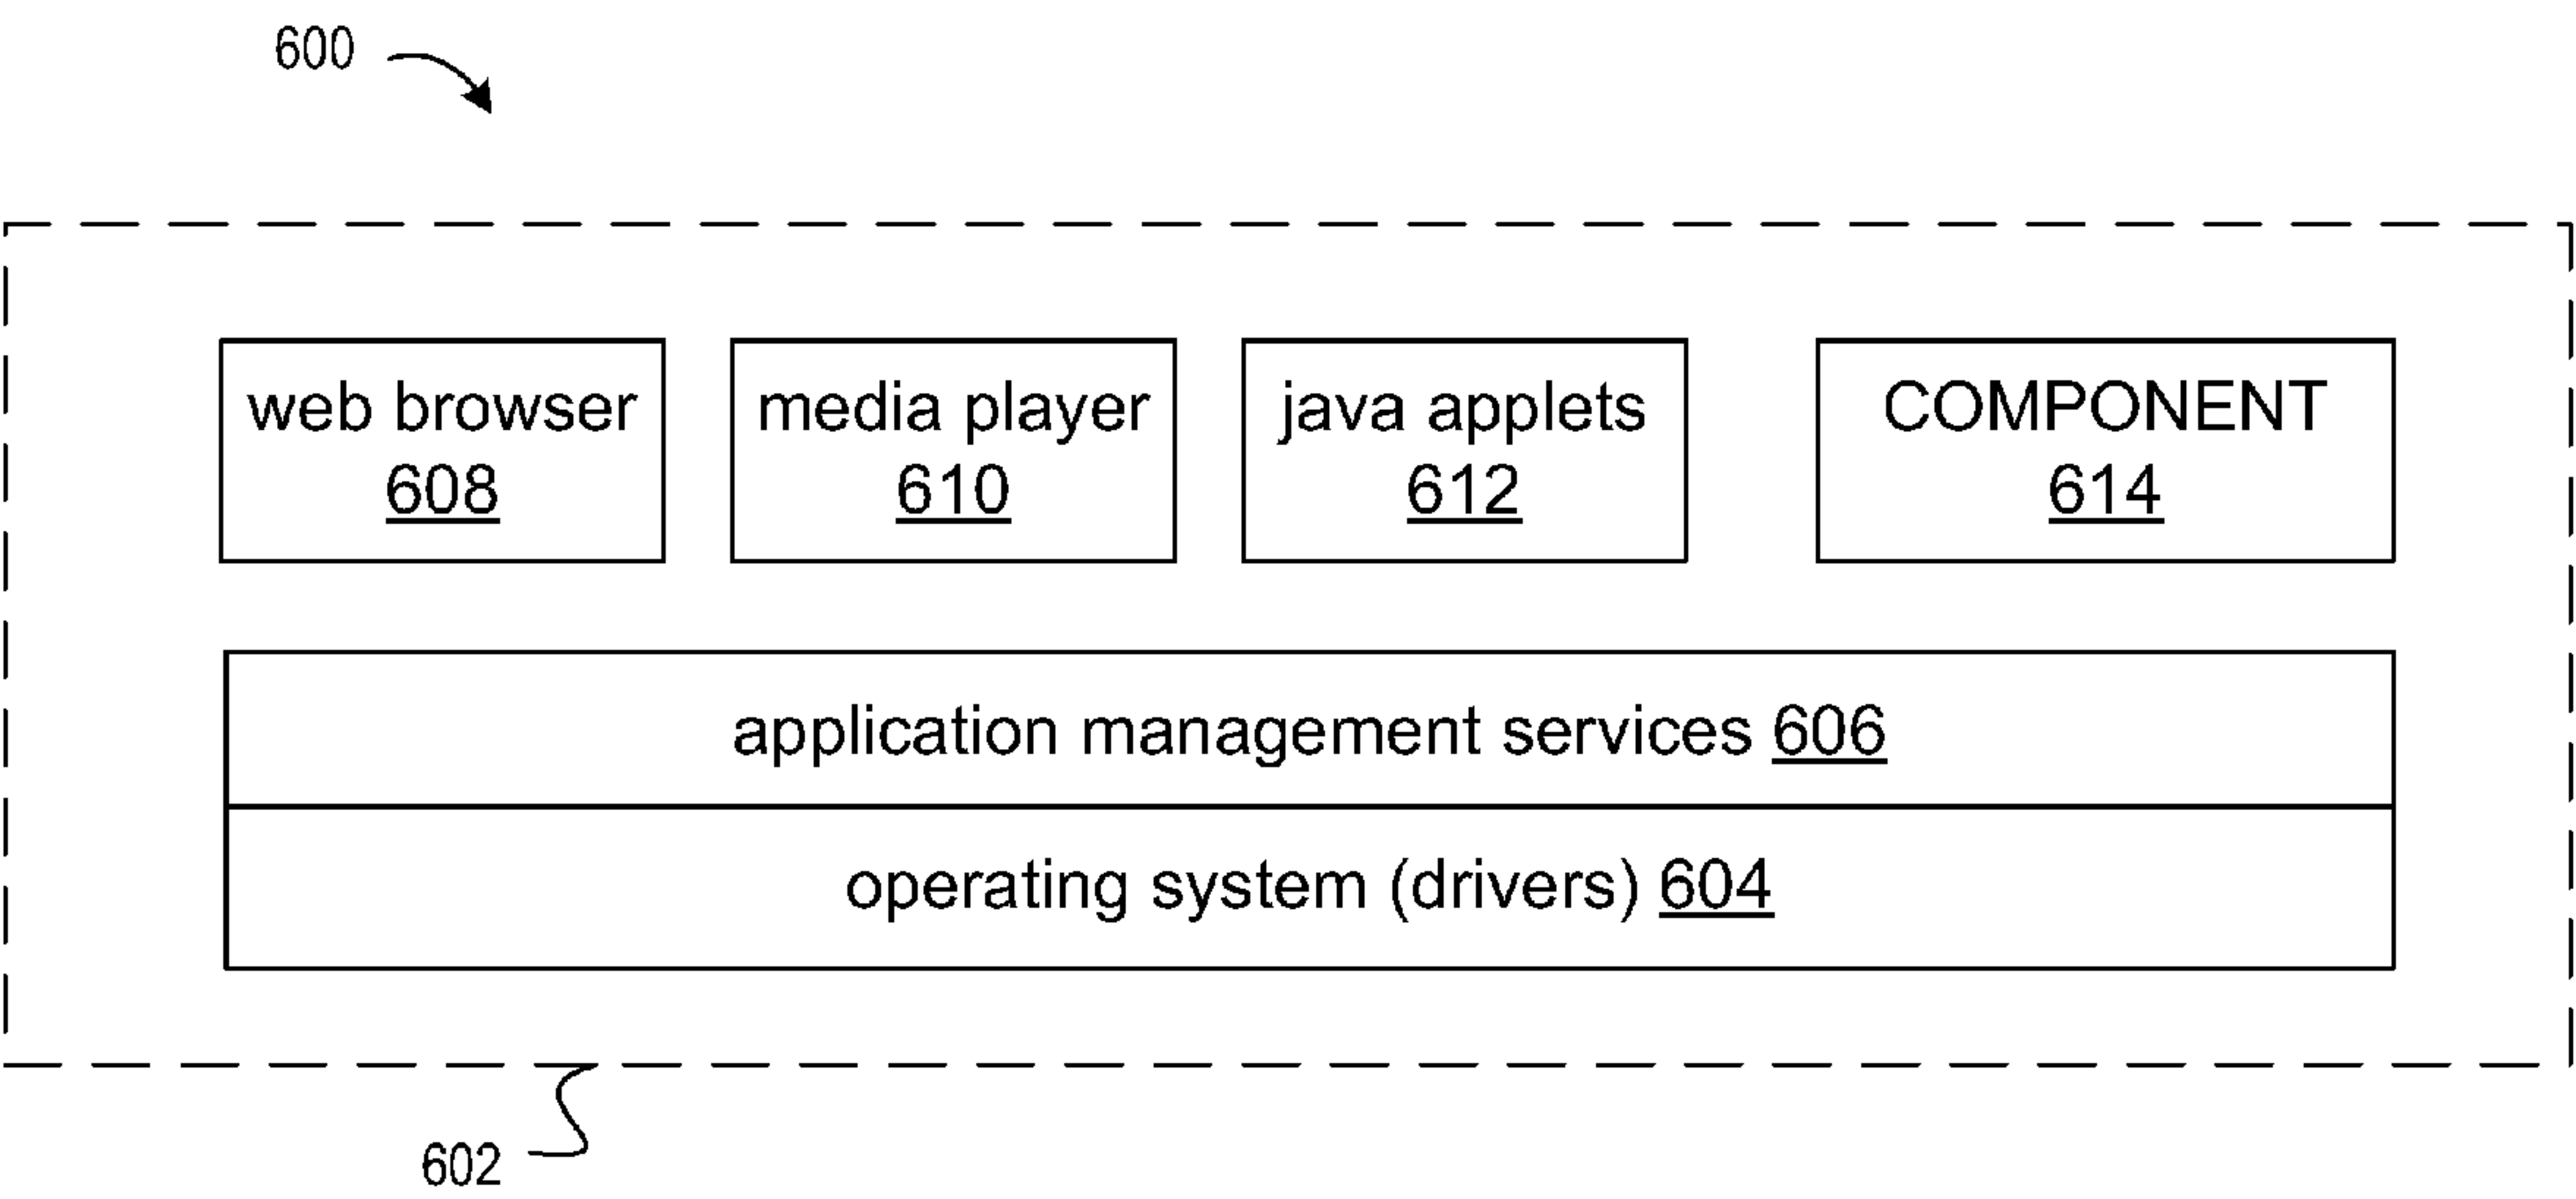 600
web browser
608
media player
610
java applets
612
COMPONENT
614
application management services 606
operating system (drivers) 604
602